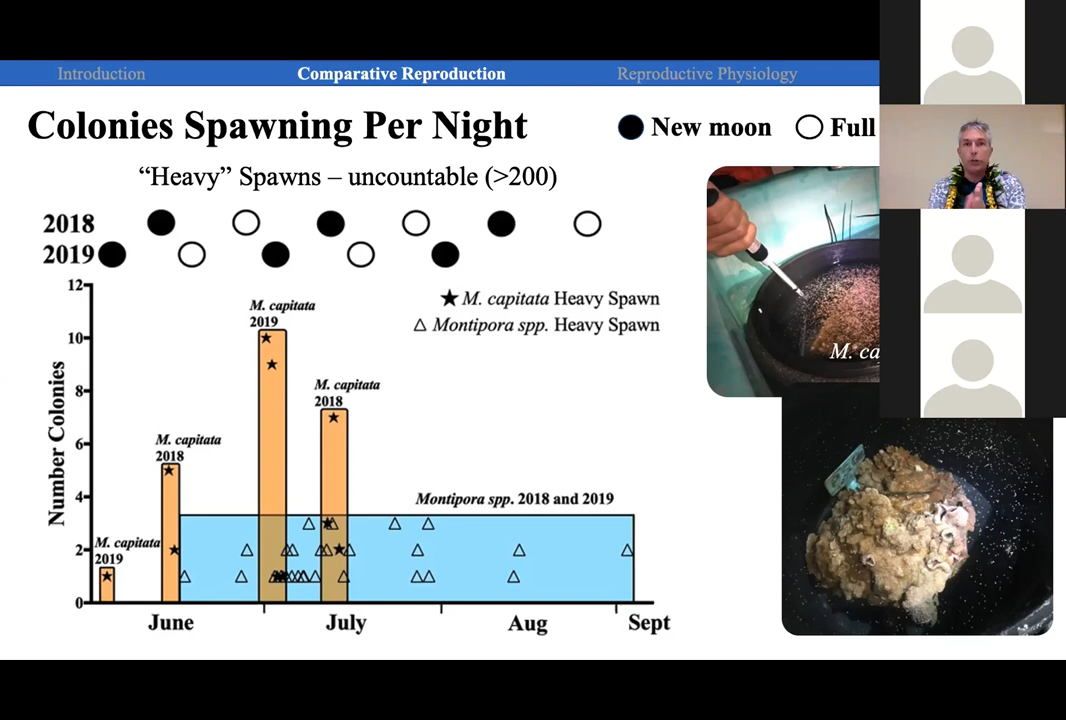 Introduction
Comparative Reproduction
Reproductive Physiology
Colonies Spawning Per Night
New moon
Full
“Heavy” Spawns – uncountable (>200)
2018
2019
12
10
8
6
4
2
0
Number Colonies
M. capitata Heavy Spawn
Montipora spp. Heavy Spawn
M. capitata
2019
M. capitata
2018
M. capitata
2019
M. capitata
2018
Montipora spp. 2018 and 2019
June
July
Aug
Sept
M. ca